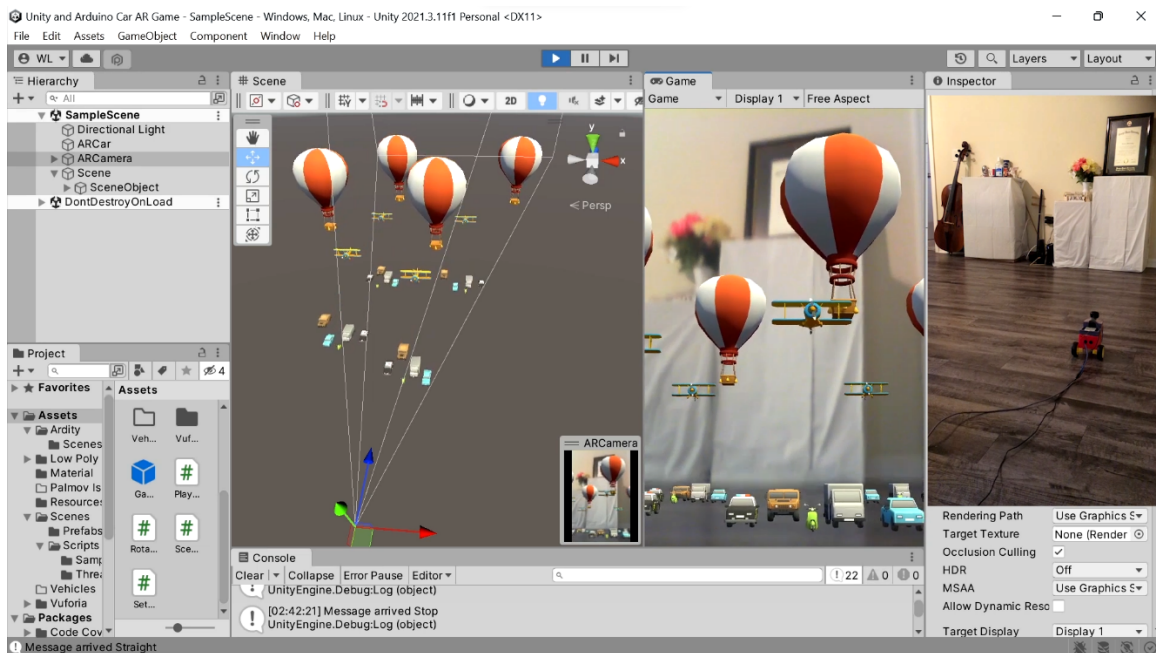 Unity and Arduino Car AR Game - SampleScene - Windows, Mac, Linux - Unity 2021.3.11f1 Personal <DX11>
File Edit Assets GameObject Component Window Help
WL
Layers
Layout
Hierarchy
All
SampleScene
Directional Light
ARCar
ARCamera
Scene
SceneObject
DontDestroyOnLoad
Scene
2D
y
x
Persp
ARCamera
Game
Game Display 1 Free Aspect
Inspector
Rendering Path Use Graphics S
Target Texture None (Render
Occlusion Culling
HDR Off
MSAA Use Graphics S
Allow Dynamic Reso
Target Display Display 1
Project
4
Favorites
Assets
Ardity
Scenes
Low Poly
Material
Palmov Is
Resources
Scenes
Prefabs
Scripts
Samp
Threa
Vehicles
Vuforia
Packages
Code Cov
Assets
Veh... Vuf...
Ga... Play...
Rota... Sce...
Set...
Console
Clear Collapse Error Pause Editor 22 0 0
UnityEngine.Debug:Log (object)
[02:42:21] Message arrived Stop
UnityEngine.Debug:Log (object)
Message arrived Straight